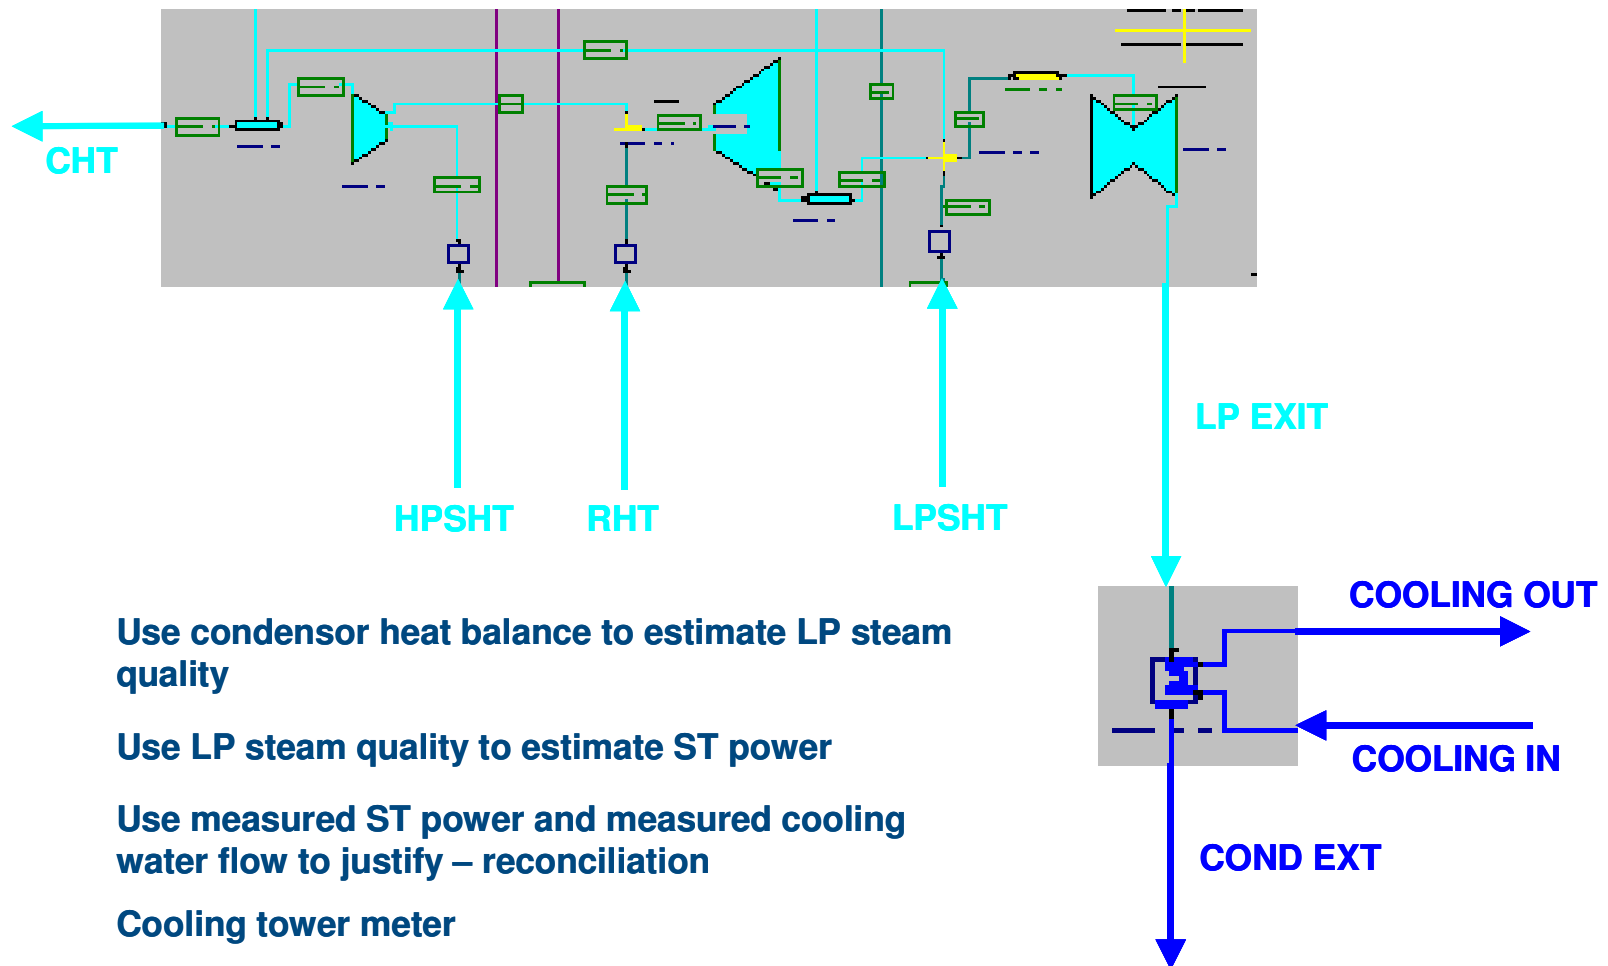 CHT
LP EXIT
HPSHT
RHT
LPSHT
COOLING OUT
Use condensor heat balance to estimate LP steam
quality
Use LP steam quality to estimate ST power
COOLING IN
Use measured ST power and measured cooling
water flow to justify – reconciliation
COND EXT
Cooling tower meter